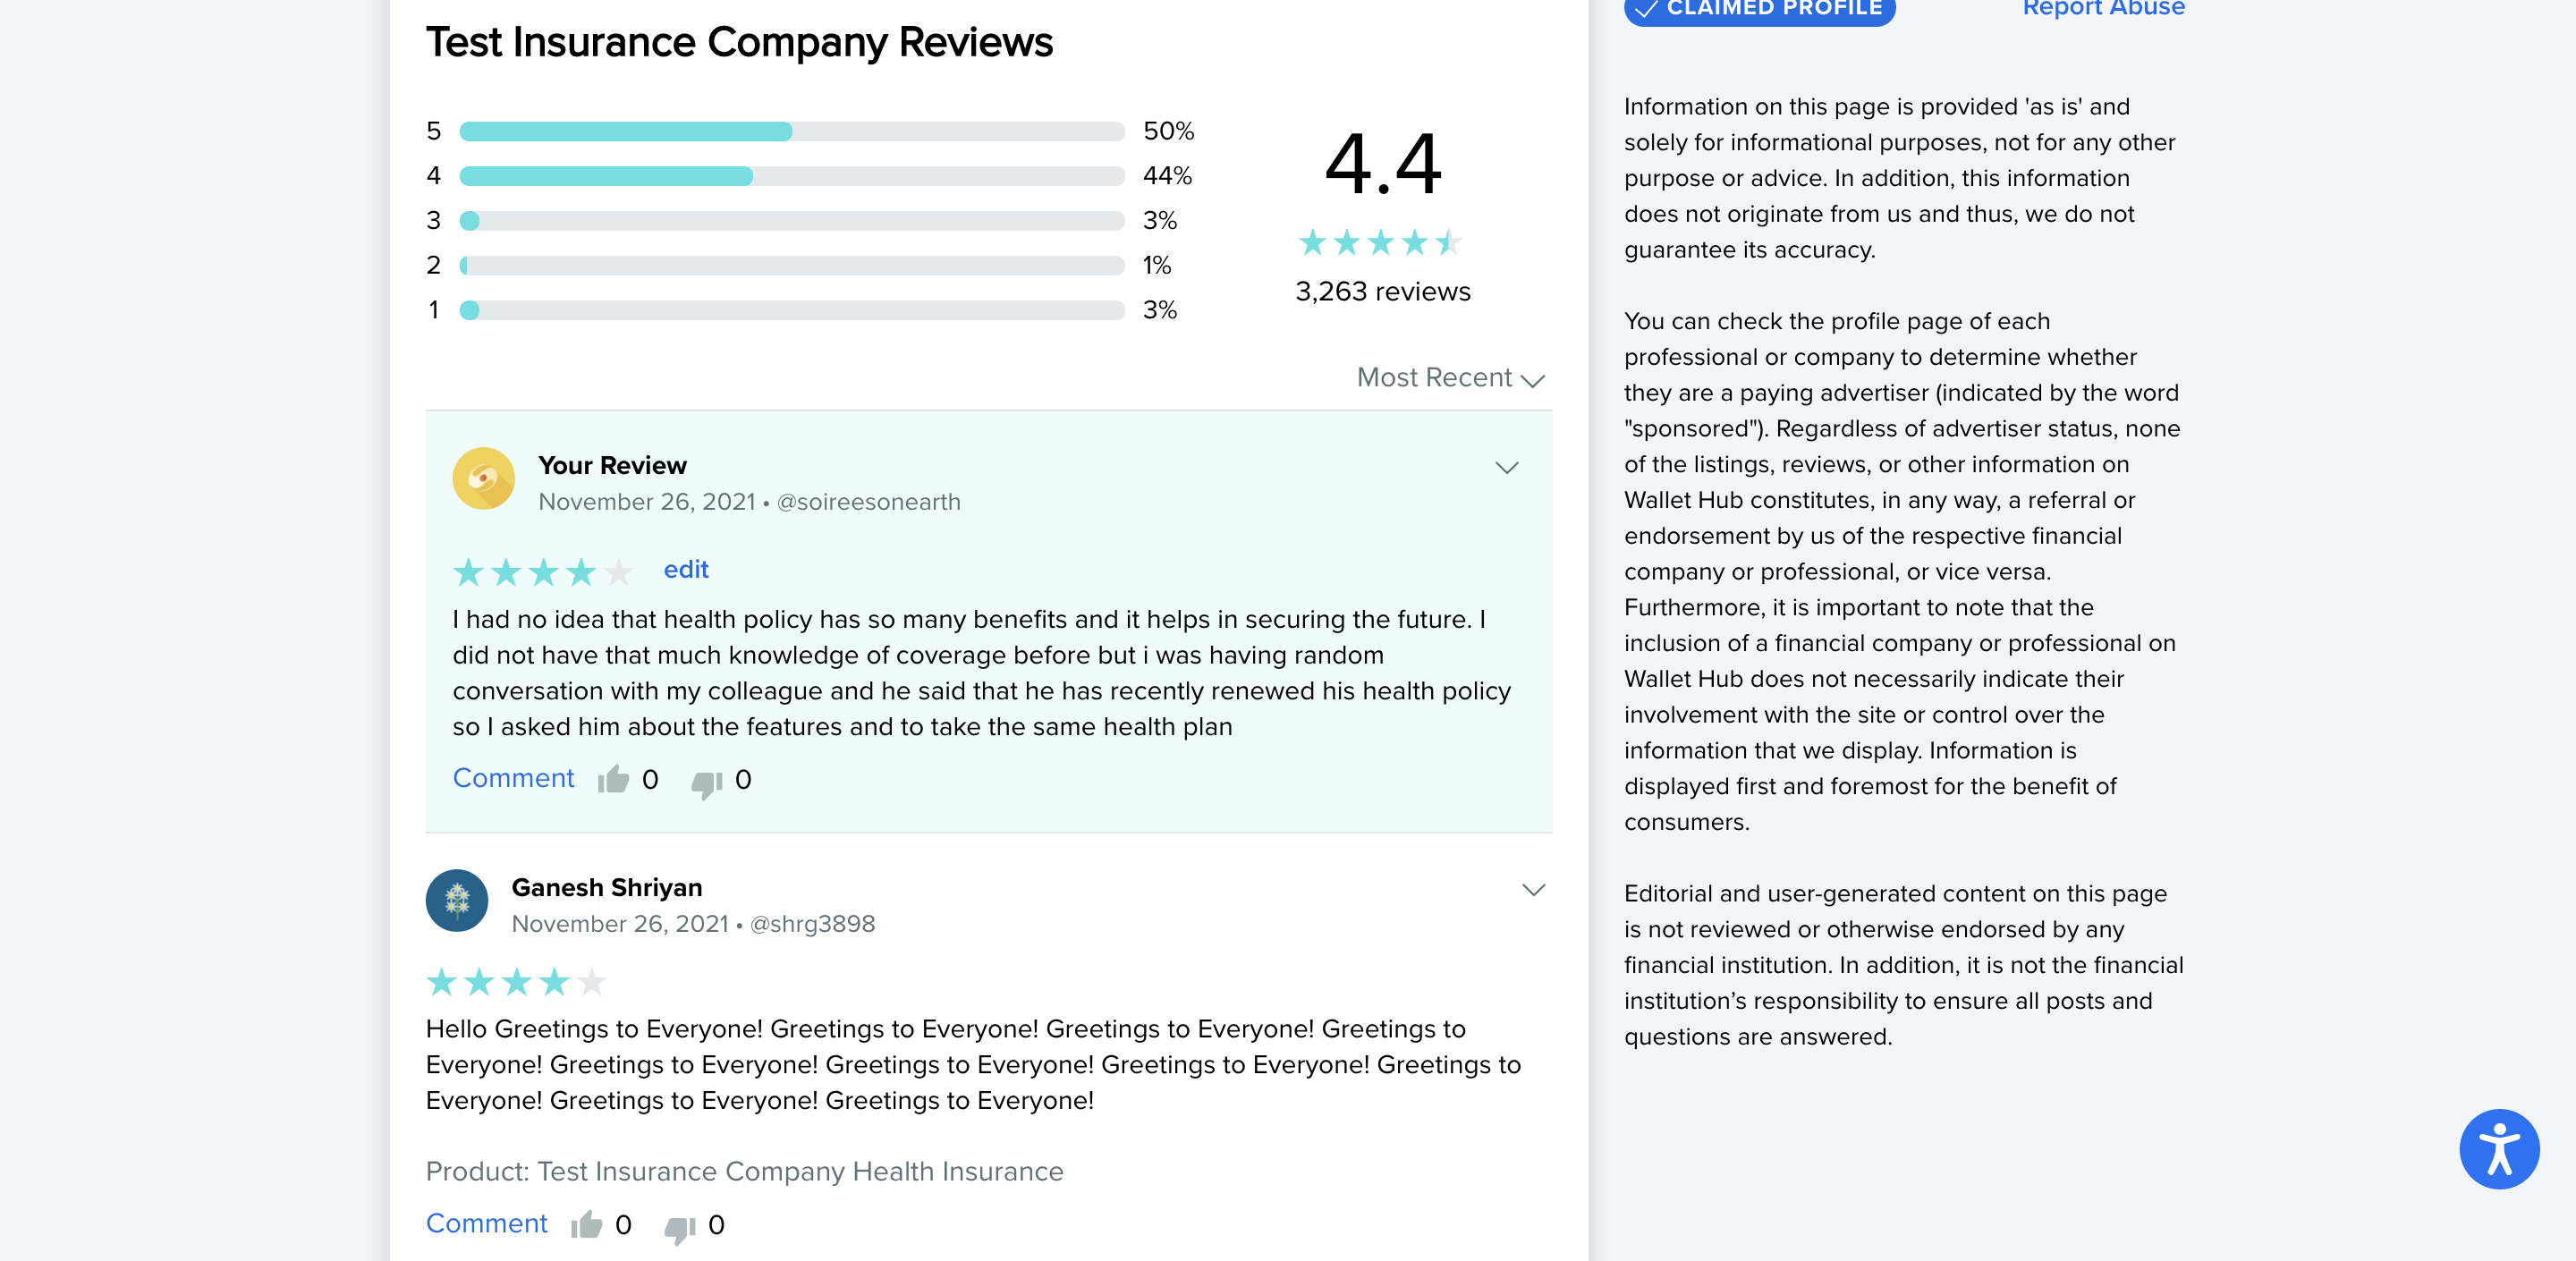 Test Insurance Company Reviews
5 50%
4 44%
3 3%
2 1%
1 3%
4.4
3,263 reviews
Most Recent
Your Review
November 26, 2021 • @soireesonearth
edit
I had no idea that health policy has so many benefits and it helps in securing the future. I
did not have that much knowledge of coverage before but i was having random
conversation with my colleague and he said that he has recently renewed his health policy
so I asked him about the features and to take the same health plan
Comment 0 0
Ganesh Shriyan
November 26, 2021 • @shrg3898
Hello Greetings to Everyone! Greetings to Everyone! Greetings to Everyone! Greetings to
Everyone! Greetings to Everyone! Greetings to Everyone! Greetings to Everyone! Greetings to
Everyone! Greetings to Everyone! Greetings to Everyone!
Product: Test Insurance Company Health Insurance
Comment 0 0
CLAIMED PROFILE
Report Abuse
Information on this page is provided 'as is' and
solely for informational purposes, not for any other
purpose or advice. In addition, this information
does not originate from us and thus, we do not
guarantee its accuracy.
You can check the profile page of each
professional or company to determine whether
they are a paying advertiser (indicated by the word
"sponsored"). Regardless of advertiser status, none
of the listings, reviews, or other information on
Wallet Hub constitutes, in any way, a referral or
endorsement by us of the respective financial
company or professional, or vice versa.
Furthermore, it is important to note that the
inclusion of a financial company or professional on
Wallet Hub does not necessarily indicate their
involvement with the site or control over the
information that we display. Information is
displayed first and foremost for the benefit of
consumers.
Editorial and user-generated content on this page
is not reviewed or otherwise endorsed by any
financial institution. In addition, it is not the financial
institution’s responsibility to ensure all posts and
questions are answered.